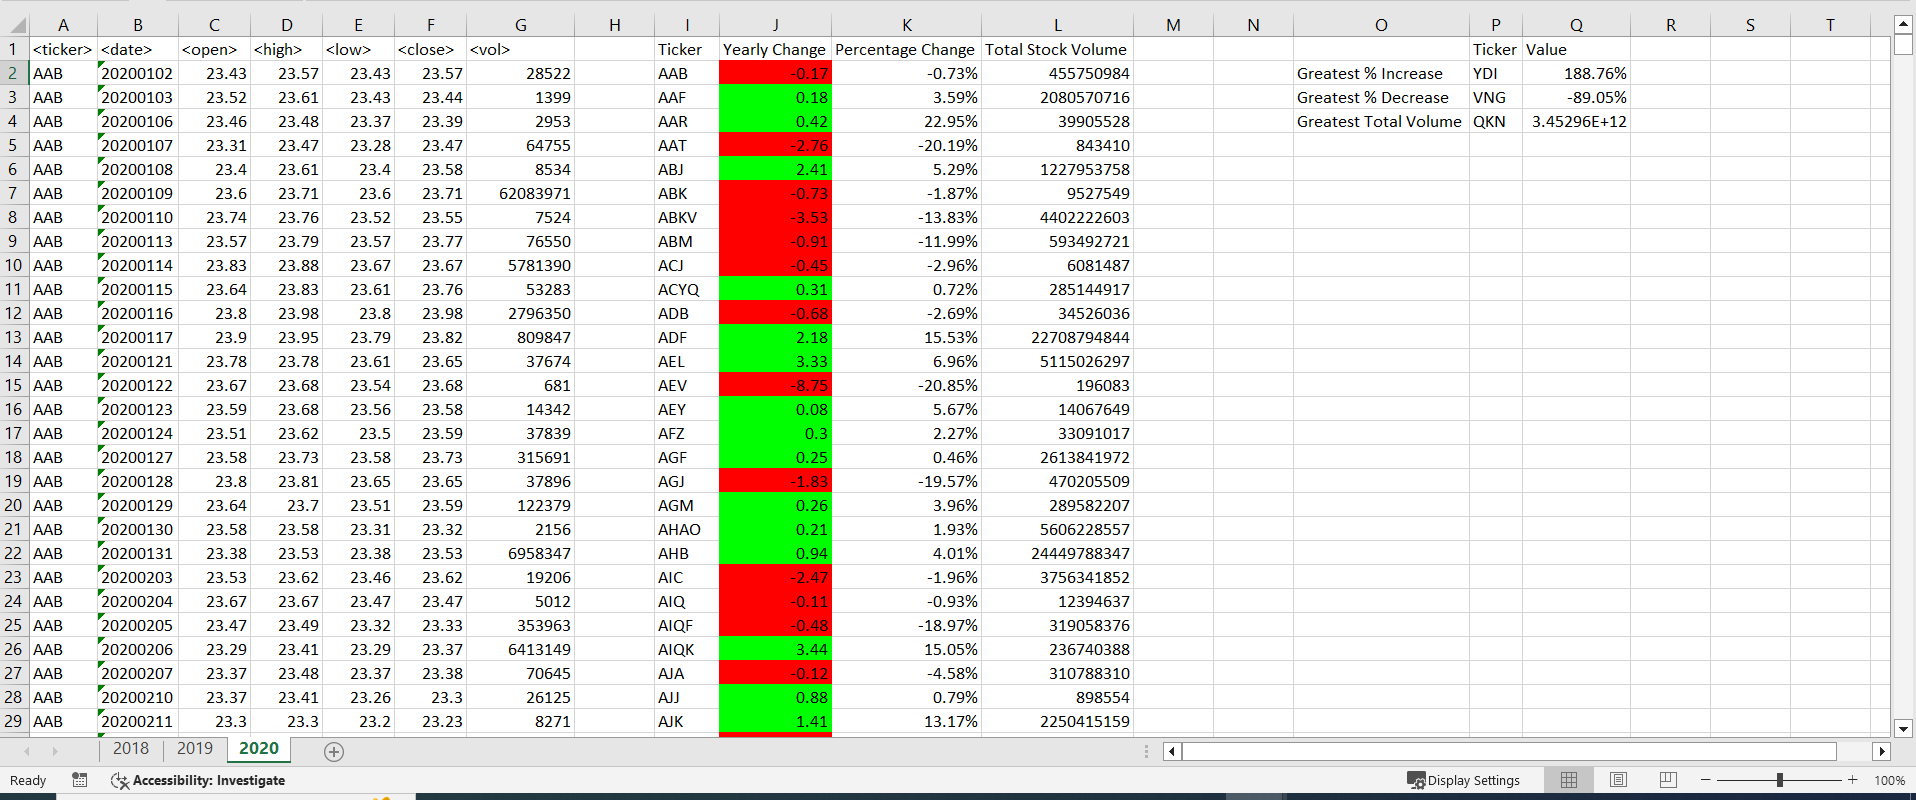 A B C D E F G H I J K L M N O P Q R S T
1 <ticker> <date> <open> <high> <low> <close> <vol> Ticker Yearly Change Percentage Change Total Stock Volume Ticker Value
2 AAB 20200102 23.43 23.57 23.43 23.57 28522 AAB -0.17 -0.73% 455750984 Greatest % Increase YDI 188.76%
3 AAB 20200103 23.52 23.61 23.43 23.44 1399 AAF 0.18 3.59% 2080570716 Greatest % Decrease VNG -89.05%
4 AAB 20200106 23.46 23.48 23.37 23.39 2953 AAR 0.42 22.95% 39905528 Greatest Total Volume QKN 3.45296E+12
5 AAB 20200107 23.31 23.47 23.28 23.47 64755 AAT -2.76 -20.19% 843410
6 AAB 20200108 23.4 23.61 23.4 23.58 8534 ABJ 2.41 5.29% 1227953758
7 AAB 20200109 23.6 23.71 23.6 23.71 62083971 ABK -0.73 -1.87% 9527549
8 AAB 20200110 23.74 23.76 23.52 23.55 7524 ABKV -3.53 -13.83% 4402222603
9 AAB 20200113 23.57 23.79 23.57 23.77 76550 ABM -0.91 -11.99% 593492721
10 AAB 20200114 23.83 23.88 23.67 23.67 5781390 ACJ -0.45 -2.96% 6081487
11 AAB 20200115 23.64 23.83 23.61 23.76 53283 ACYQ 0.31 0.72% 285144917
12 AAB 20200116 23.8 23.98 23.8 23.98 2796350 ADB -0.68 -2.69% 34526036
13 AAB 20200117 23.9 23.95 23.79 23.82 809847 ADF 2.18 15.53% 22708794844
14 AAB 20200121 23.78 23.78 23.61 23.65 37674 AEL 3.33 6.96% 5115026297
15 AAB 20200122 23.67 23.68 23.54 23.68 681 AEV -8.75 -20.85% 196083
16 AAB 20200123 23.59 23.68 23.56 23.58 14342 AEY 0.08 5.67% 14067649
17 AAB 20200124 23.51 23.62 23.5 23.59 37839 AFZ 0.3 2.27% 33091017
18 AAB 20200127 23.58 23.73 23.58 23.73 315691 AGF 0.25 0.46% 2613841972
19 AAB 20200128 23.8 23.81 23.65 23.65 37896 AGJ -1.83 -19.57% 470205509
20 AAB 20200129 23.64 23.7 23.51 23.59 122379 AGM 0.26 3.96% 289582207
21 AAB 20200130 23.58 23.58 23.31 23.32 2156 AHAO 0.21 1.93% 5606228557
22 AAB 20200131 23.38 23.53 23.38 23.53 6958347 AHB 0.94 4.01% 24449788347
23 AAB 20200203 23.53 23.62 23.46 23.62 19206 AIC -2.47 -1.96% 3756341852
24 AAB 20200204 23.67 23.67 23.47 23.47 5012 AIQ -0.11 -0.93% 12394637
25 AAB 20200205 23.47 23.49 23.32 23.33 353963 AIQF -0.48 -18.97% 319058376
26 AAB 20200206 23.29 23.41 23.29 23.37 6413149 AIQK 3.44 15.05% 236740388
27 AAB 20200207 23.37 23.48 23.37 23.38 70645 AJA -0.12 -4.58% 310788310
28 AAB 20200210 23.37 23.41 23.26 23.3 26125 AJJ 0.88 0.79% 898554
29 AAB 20200211 23.3 23.3 23.2 23.23 8271 AJK 1.41 13.17% 2250415159
2018 2019 2020
Ready Accessibility: Investigate Display Settings 100%